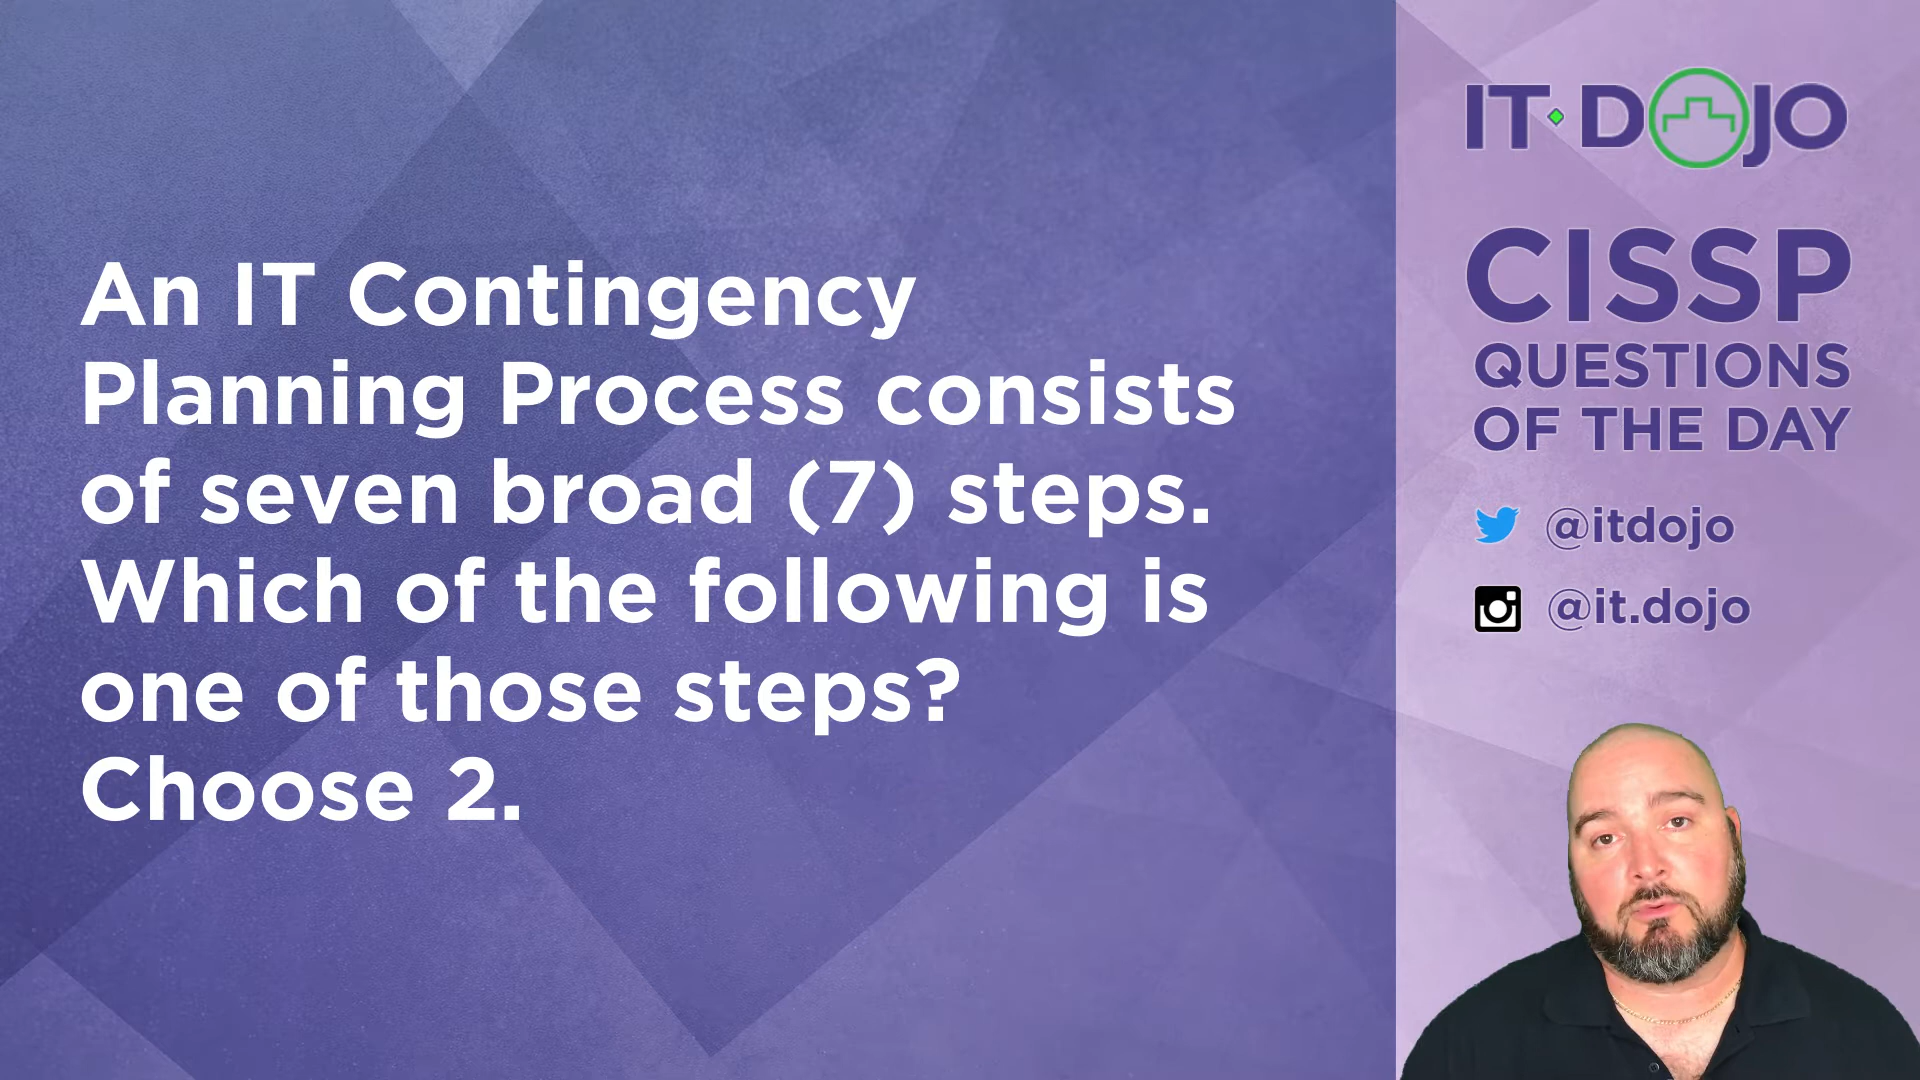 An IT Contingency
Planning Process consists
of seven broad (7) steps.
Which of the following is
one of those steps?
Choose 2.
IT DOJO
CISSP
QUESTIONS
OF THE DAY
@itdojo
@it.dojo